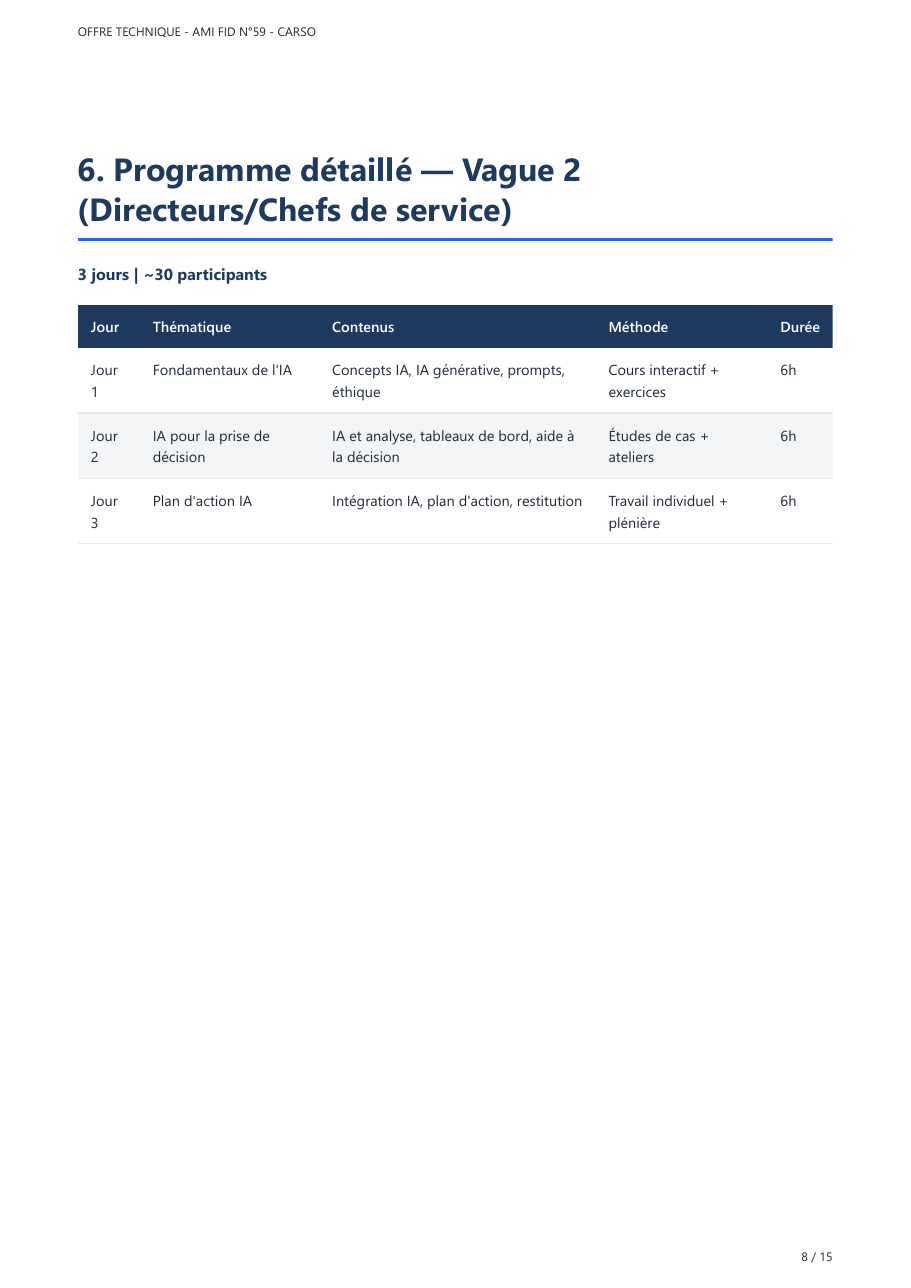 OFFRE TECHNIQUE - AMI FID N°59 - CARSO
6. Programme détaillé — Vague 2
(Directeurs/Chefs de service)
3 jours | ~30 participants
Jour Thématique Contenus Méthode Durée
Jour Fondamentaux de l'IA Concepts IA, IA générative, prompts, Cours interactif + 6h
1 éthique exercices
Jour IA pour la prise de IA et analyse, tableaux de bord, aide à Études de cas + 6h
2 décision la décision ateliers
Jour Plan d'action IA Intégration IA, plan d'action, restitution Travail individuel + 6h
3 plénière
8 / 15